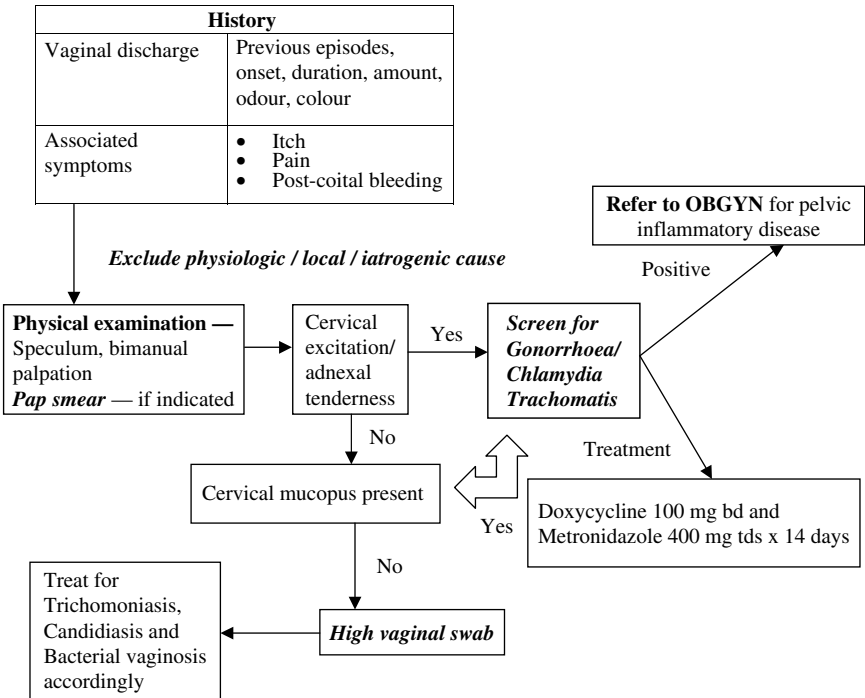 History
Vaginal discharge
Previous episodes,
onset, duration, amount,
odour, colour
Associated
symptoms
• Itch
• Pain
• Post-coital bleeding
Refer to OBGYN for pelvic
inflammatory disease
Exclude physiologic / local / iatrogenic cause
Positive
Physical examination —
Speculum, bimanual
palpation
Pap smear — if indicated
Cervical
excitation/
adnexal
tenderness
Yes
Screen for
Gonorrhoea/
Chlamydia
Trachomatis
No
Treatment
Cervical mucopus present
Yes
Doxycycline 100 mg bd and
Metronidazole 400 mg tds x 14 days
No
High vaginal swab
Treat for
Trichomoniasis,
Candidiasis and
Bacterial vaginosis
accordingly